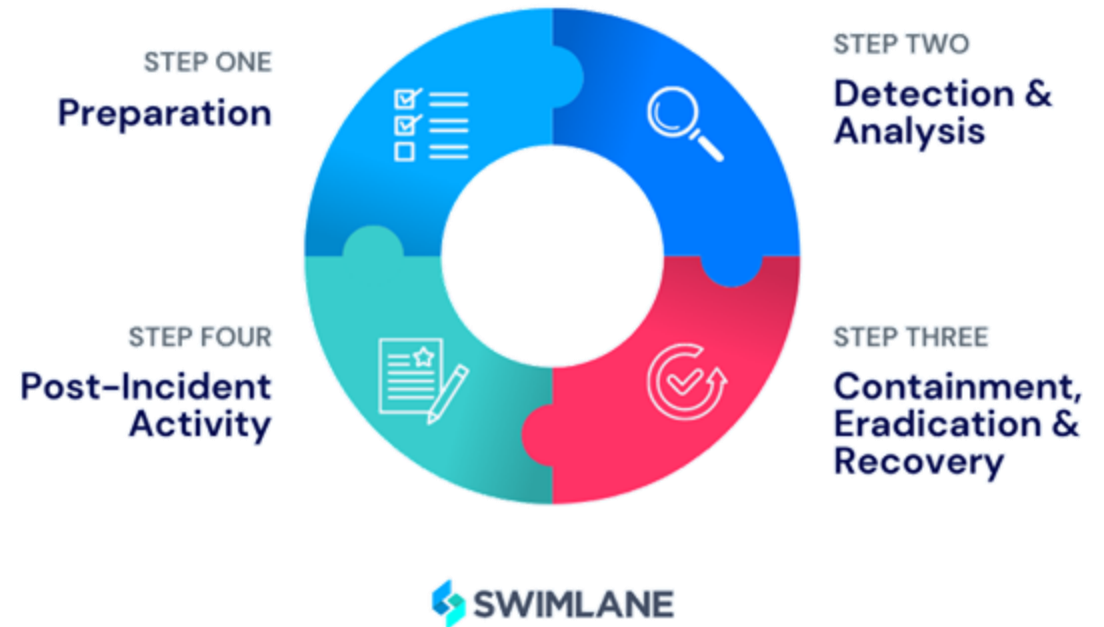 STEP ONE
Preparation
STEP TWO
Detection &
Analysis
STEP THREE
Containment,
Eradication &
Recovery
STEP FOUR
Post-Incident
Activity
SWIMLANE